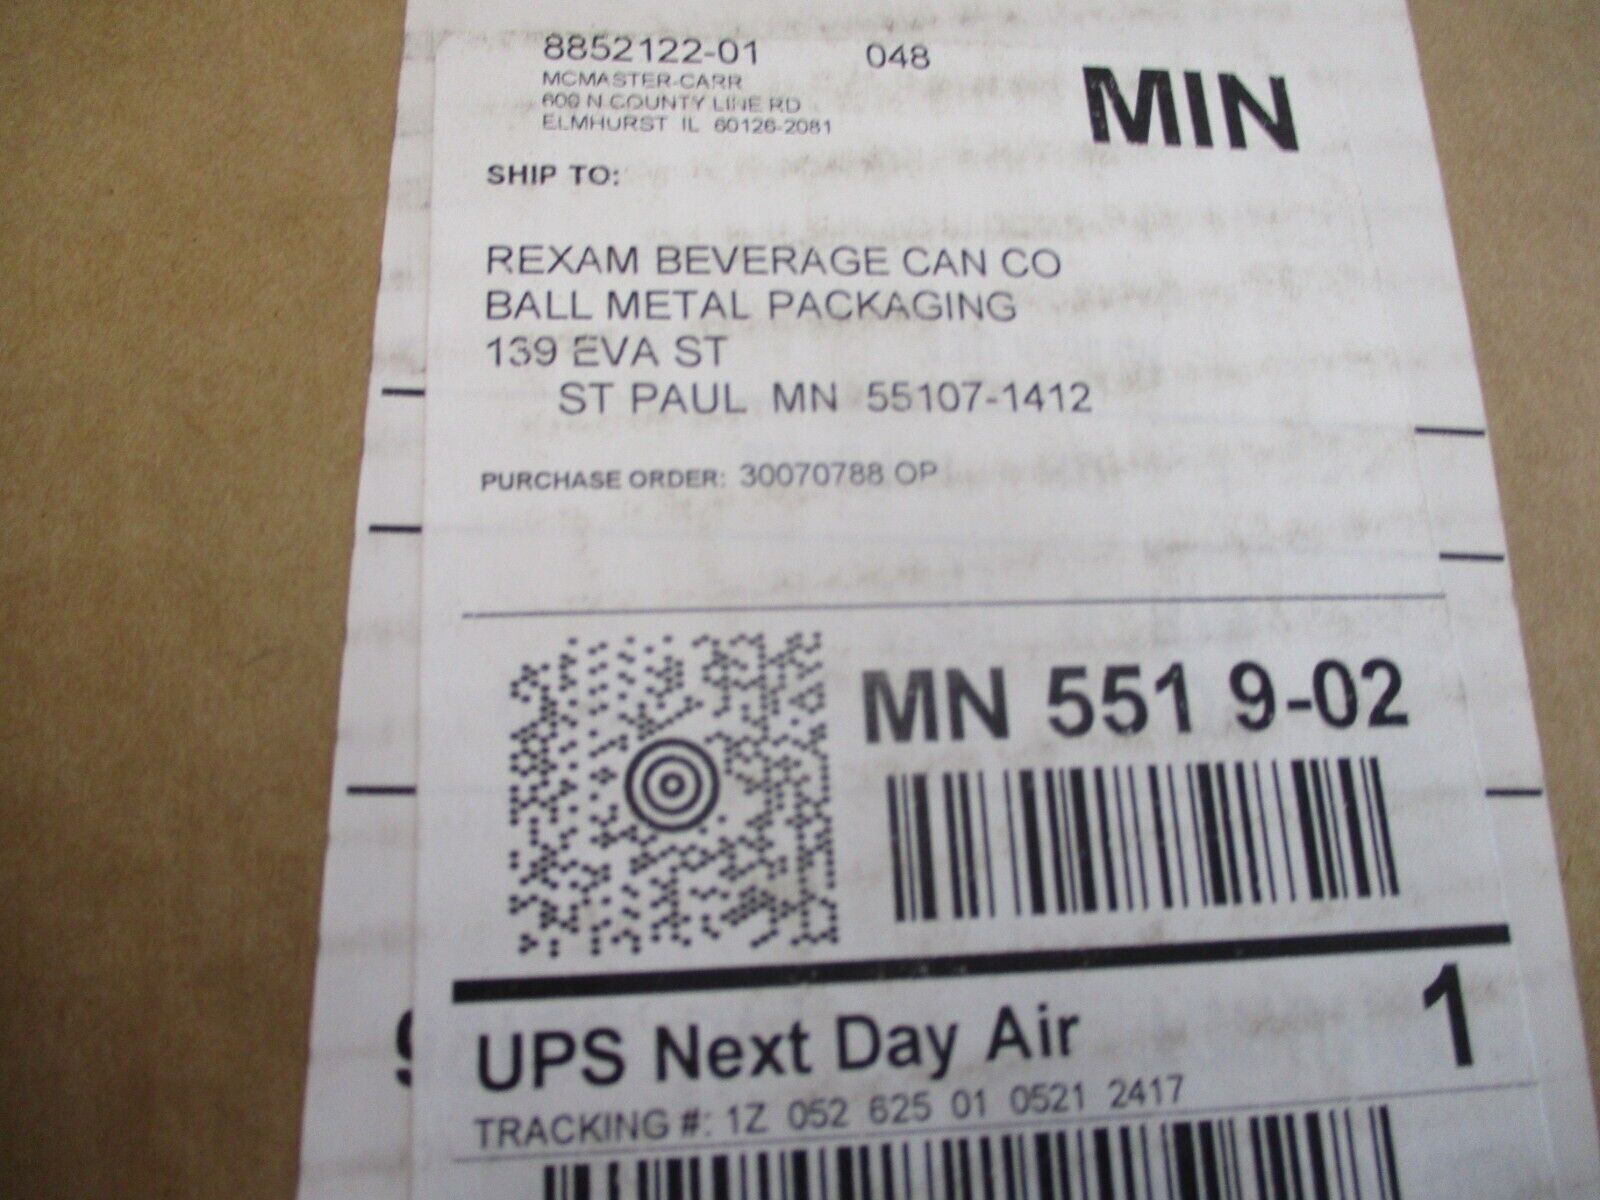 8852122-01 048
MCMASTER-CARR
600 N COUNTY LINE RD
ELMHURST IL 60126-2081
MIN
SHIP TO:
REXAM BEVERAGE CAN CO
BALL METAL PACKAGING
139 EVA ST
ST PAUL MN 55107-1412
PURCHASE ORDER: 30070788 OP
MN 551 9-02
UPS Next Day Air 1
TRACKING #: 1Z 052 625 01 0521 2417